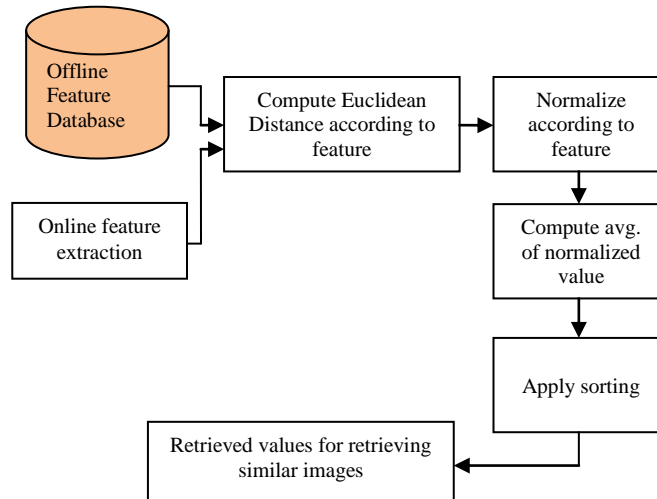 Offline
Feature
Database
Compute Euclidean
Distance according to
feature
Normalize
according to
feature
Online feature
extraction
Compute avg.
of normalized
value
Apply sorting
Retrieved values for retrieving
similar images